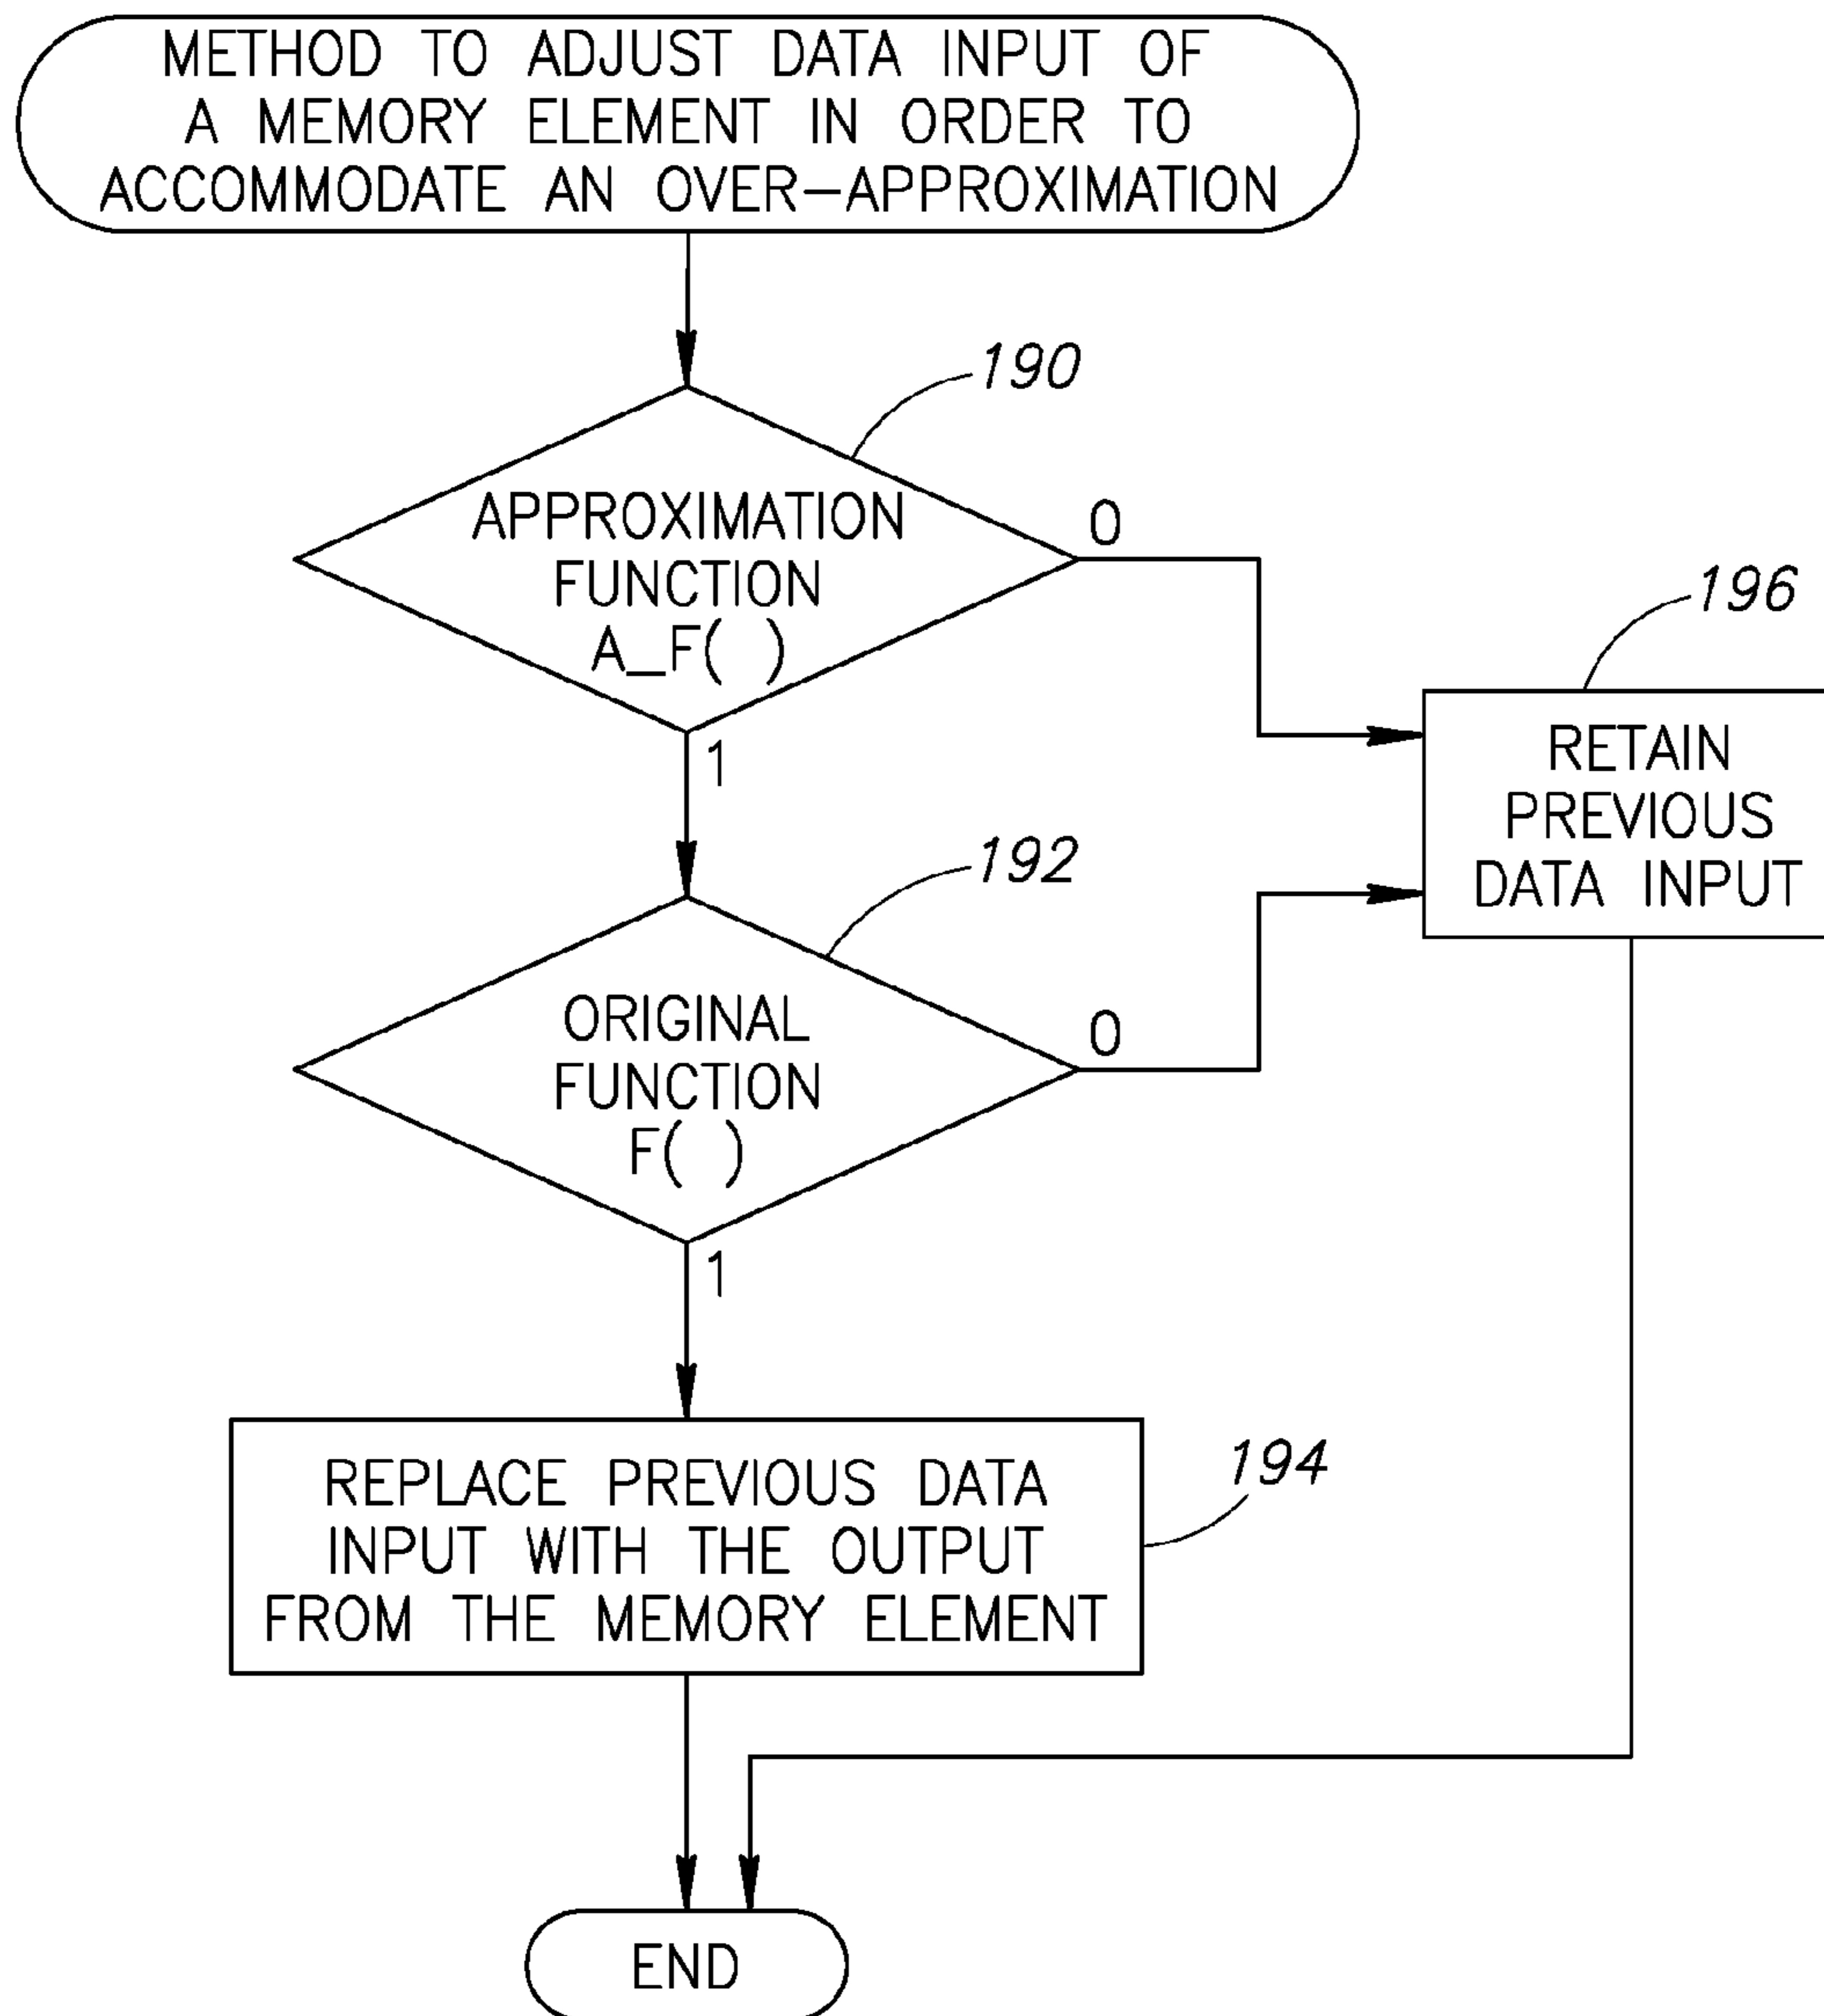 METHOD TO ADJUST DATA INPUT OF
A MEMORY ELEMENT IN ORDER TO
ACCOMMODATE AN OVER-APPROXIMATION
190
APPROXIMATION
FUNCTION
A_F( )
0
1
196
RETAIN
PREVIOUS
DATA INPUT
192
ORIGINAL
FUNCTION
F( )
0
1
194
REPLACE PREVIOUS DATA
INPUT WITH THE OUTPUT
FROM THE MEMORY ELEMENT
END